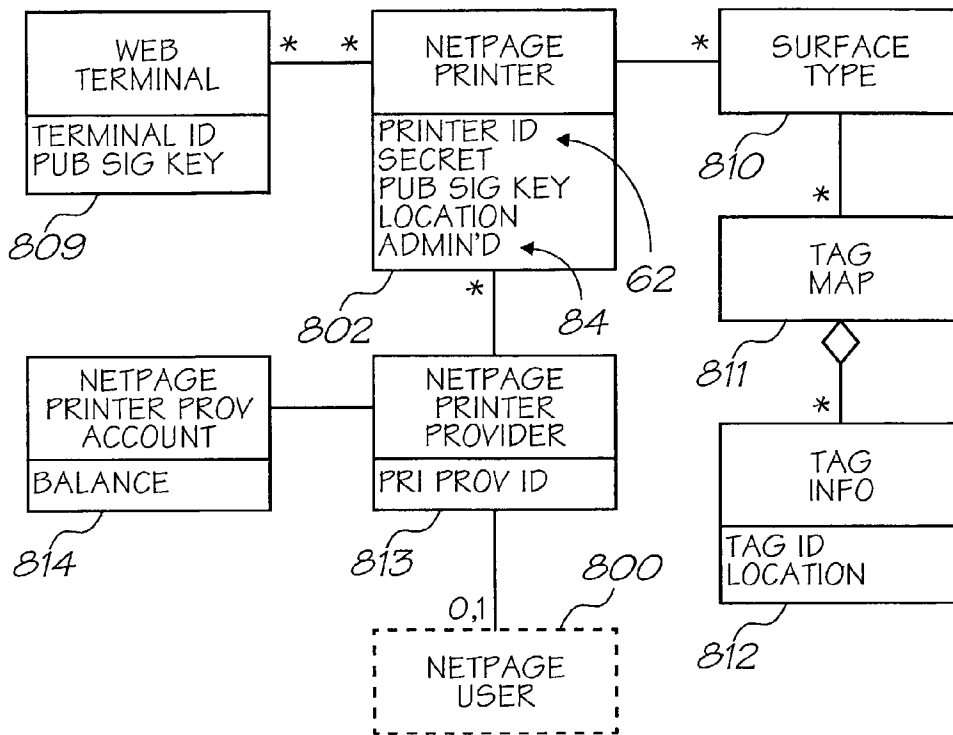 WEB
TERMINAL
TERMINAL ID
PUB SIG KEY
809
*
*
NETPAGE
PRINTER
PRINTER ID
SECRET
PUB SIG KEY
LOCATION
ADMIN'D
802
62
84
*
SURFACE
TYPE
810
*
TAG
MAP
811
*
TAG
INFO
TAG ID
LOCATION
812
*
NETPAGE
PRINTER PROV
ACCOUNT
BALANCE
814
NETPAGE
PRINTER
PROVIDER
PRI PROV ID
813
0,1
800
NETPAGE
USER